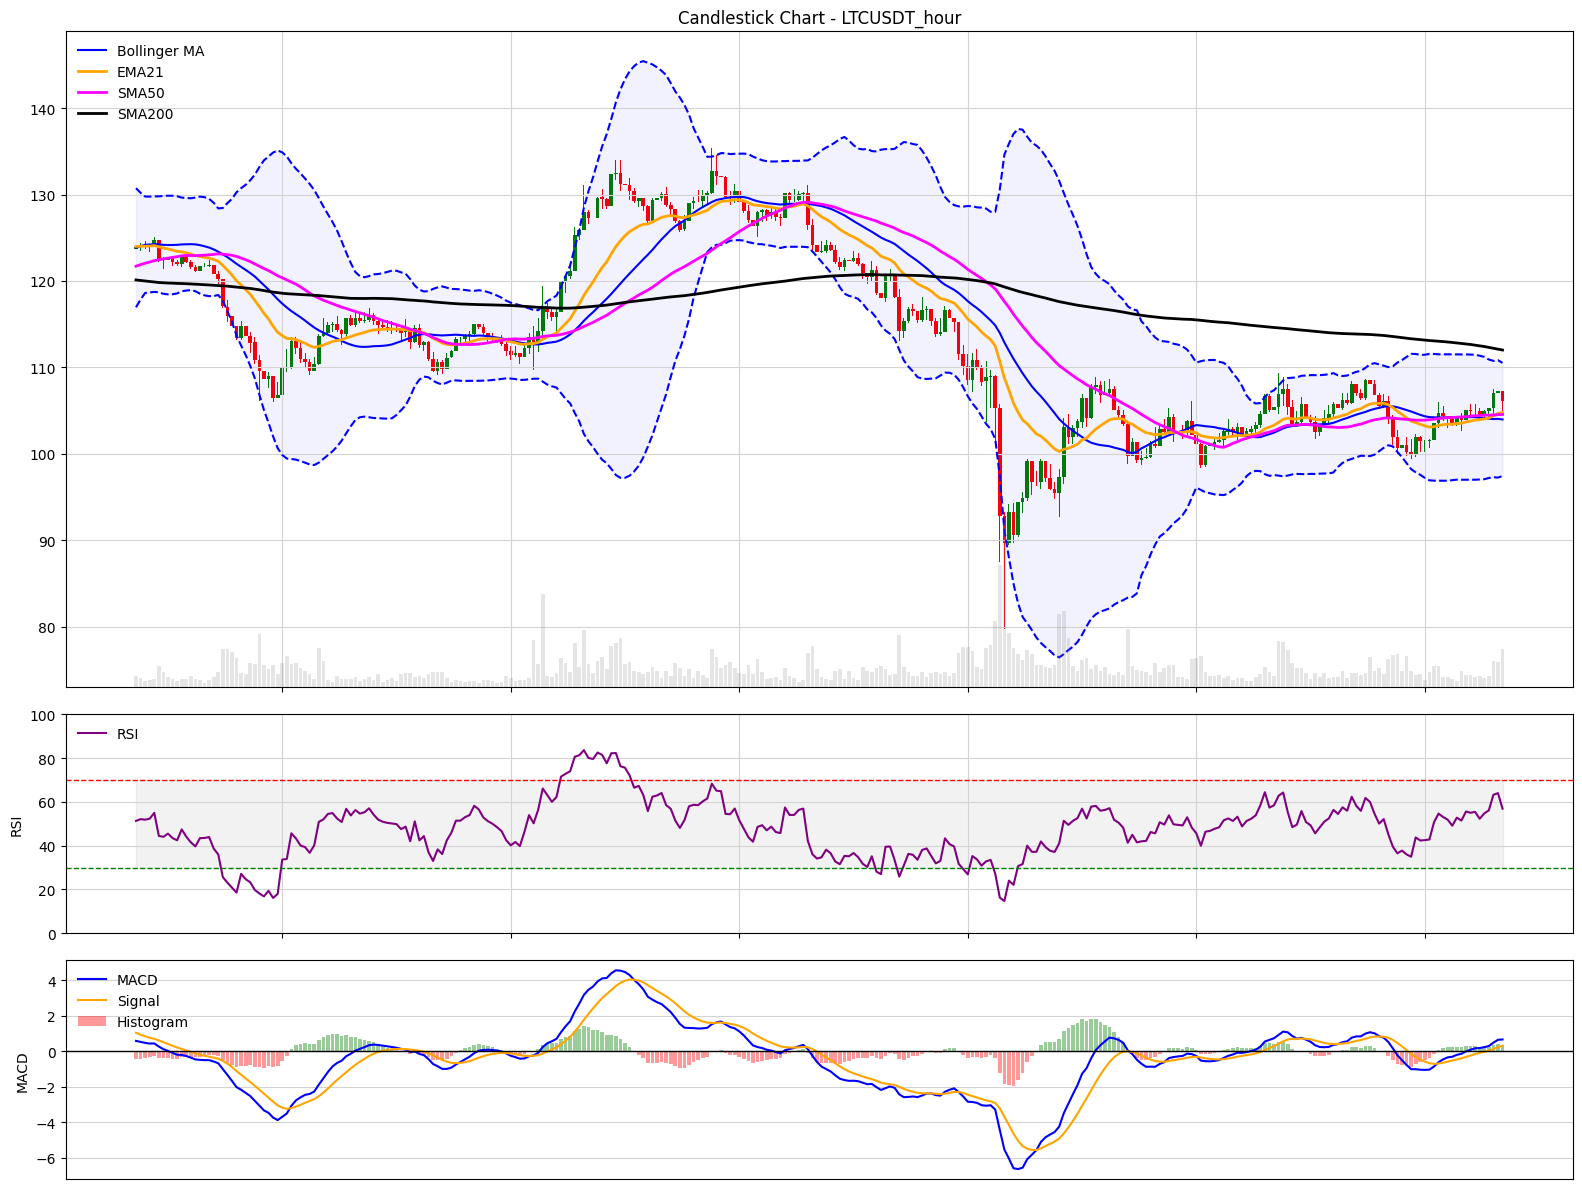 Candlestick Chart - LTCUSDT_hour
Bollinger MA
EMA21
SMA50
SMA200
140
130
120
110
100
90
80
RSI
100
80
60
40
20
0
RSI
MACD
Signal
Histogram
4
2
0
−2
−4
−6
MACD